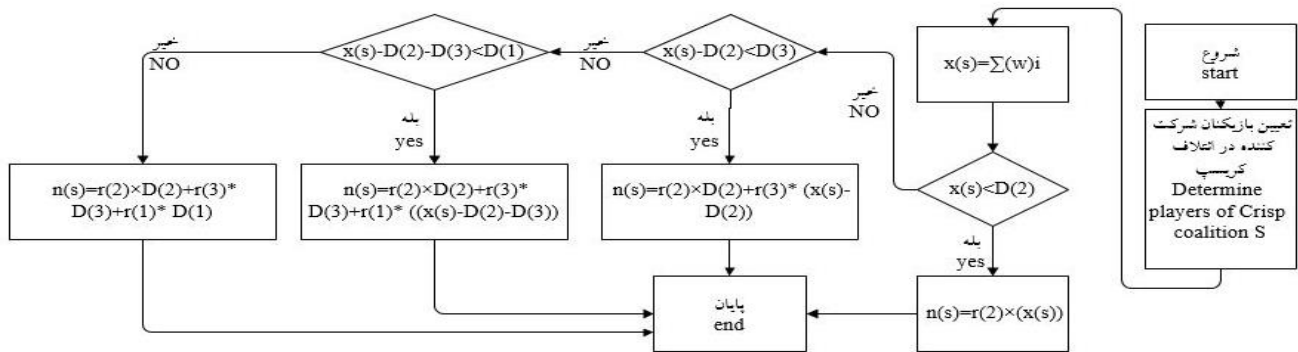 شروع
start
تعیین بازیکنان شرکت
کننده در ائتلاف
کریسپ
Determine
players of Crisp
coalition S
x(s)=∑(w)i
x(s)<D(2)
خیر
NO
بله
yes
n(s)=r(2)×(x(s))
x(s)-D(2)<D(3)
خیر
NO
بله
yes
n(s)=r(2)×D(2)+r(3)* (x(s)-
D(2))
x(s)-D(2)-D(3)<D(1)
خیر
NO
بله
yes
n(s)=r(2)×D(2)+r(3)*
D(3)+r(1)* ((x(s)-D(2)-D(3))
n(s)=r(2)×D(2)+r(3)*
D(3)+r(1)* D(1)
پایان
end